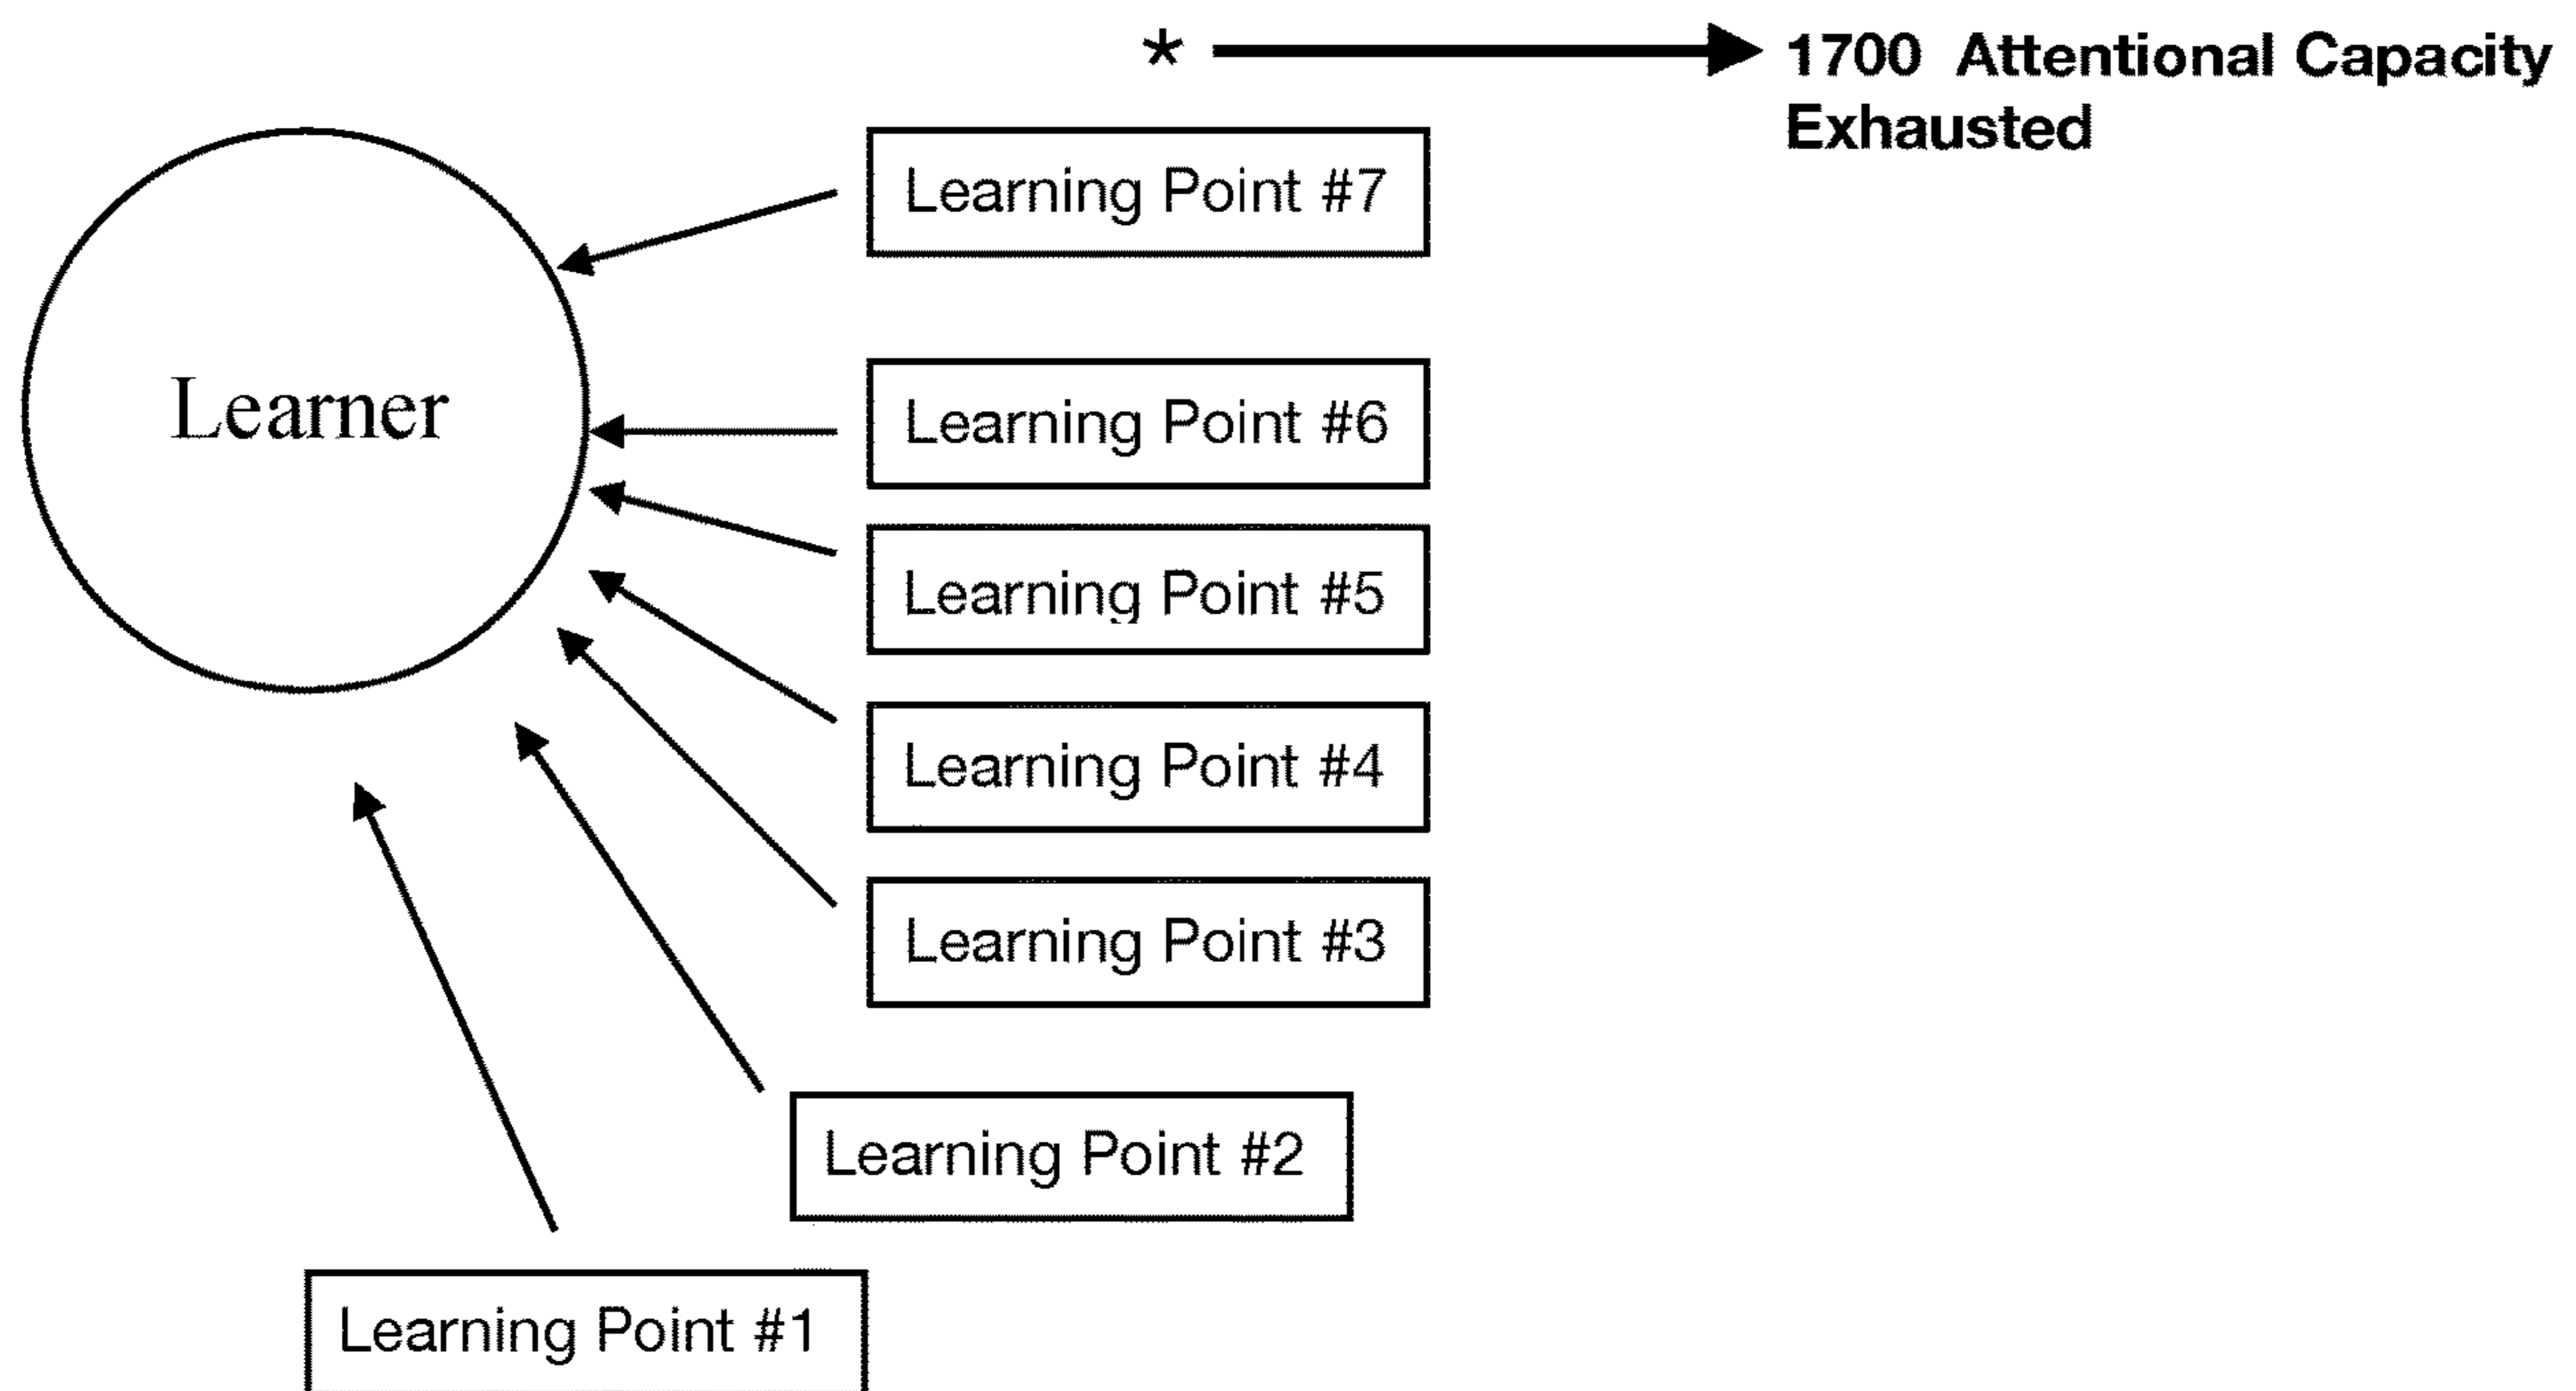 * 1700 Attentional Capacity
Exhausted
Learning Point #7
Learner
Learning Point #6
Learning Point #5
Learning Point #4
Learning Point #3
Learning Point #2
Learning Point #1